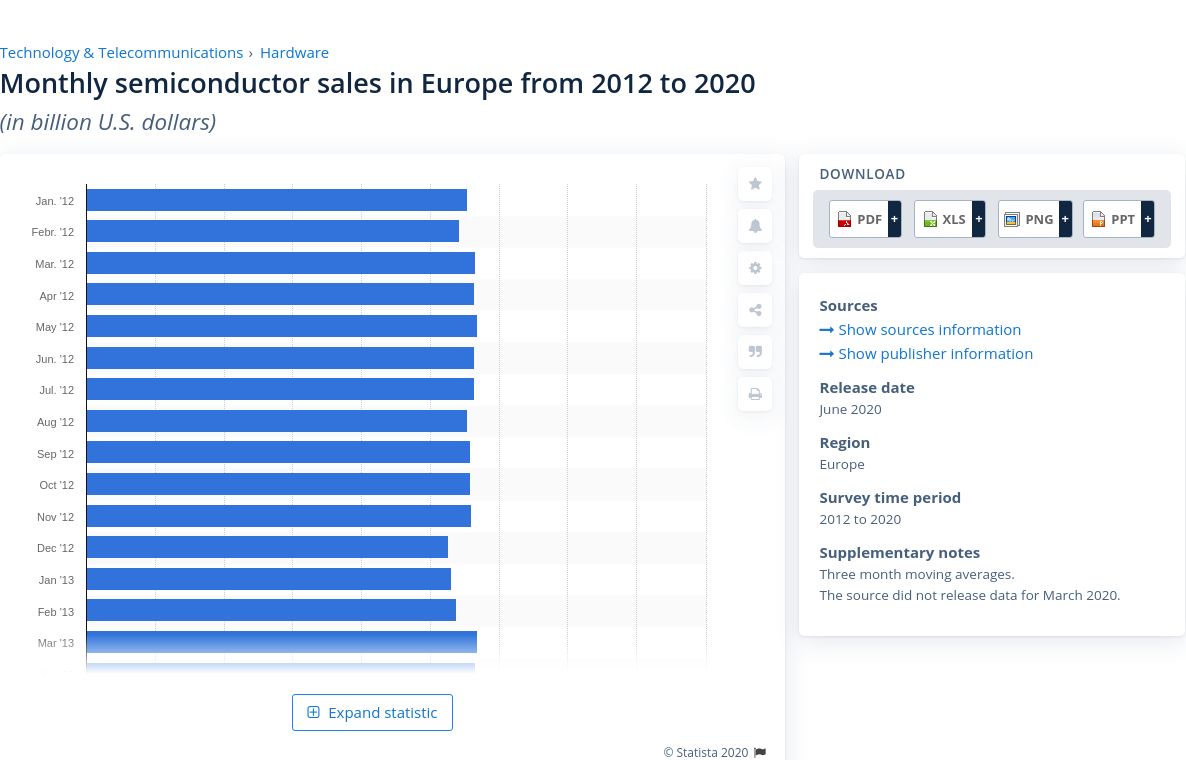 Technology & Telecommunications › Hardware
Monthly semiconductor sales in Europe from 2012 to 2020
(in billion U.S. dollars)
Jan. '12
Febr. '12
Mar. '12
Apr '12
May '12
Jun. '12
Jul. '12
Aug '12
Sep '12
Oct '12
Nov '12
Dec '12
Jan '13
Feb '13
Mar '13
Expand statistic
© Statista 2020
DOWNLOAD
PDF + XLS + PNG + PPT +
Sources
Show sources information
Show publisher information
Release date
June 2020
Region
Europe
Survey time period
2012 to 2020
Supplementary notes
Three month moving averages.
The source did not release data for March 2020.